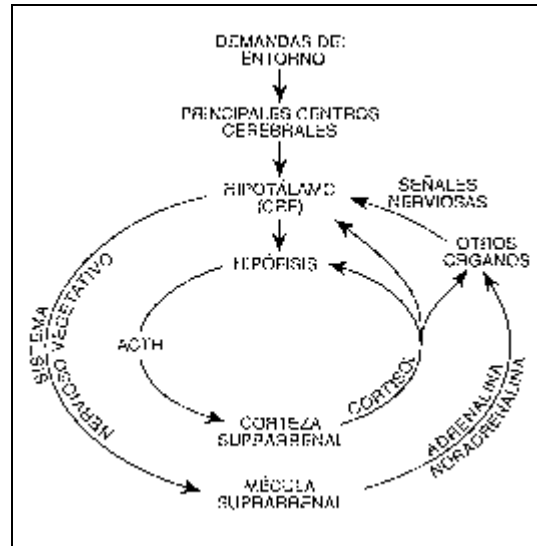 DEMANDAS DEL
ENTORNO
PRINCIPALES CENTROS
CEREBRALES
HIPOTÁLAMO
(CRF)
SEÑALES
NERVIOSAS
OTROS
ÓRGANOS
HIPÓFISIS
SISTEMA
NERVIOSO VEGETATIVO
ACTH
CORTISOL
CORTEZA
SUPRARRENAL
ADRENALINA
NORADRENALINA
MÉDULA
SUPRARRENAL